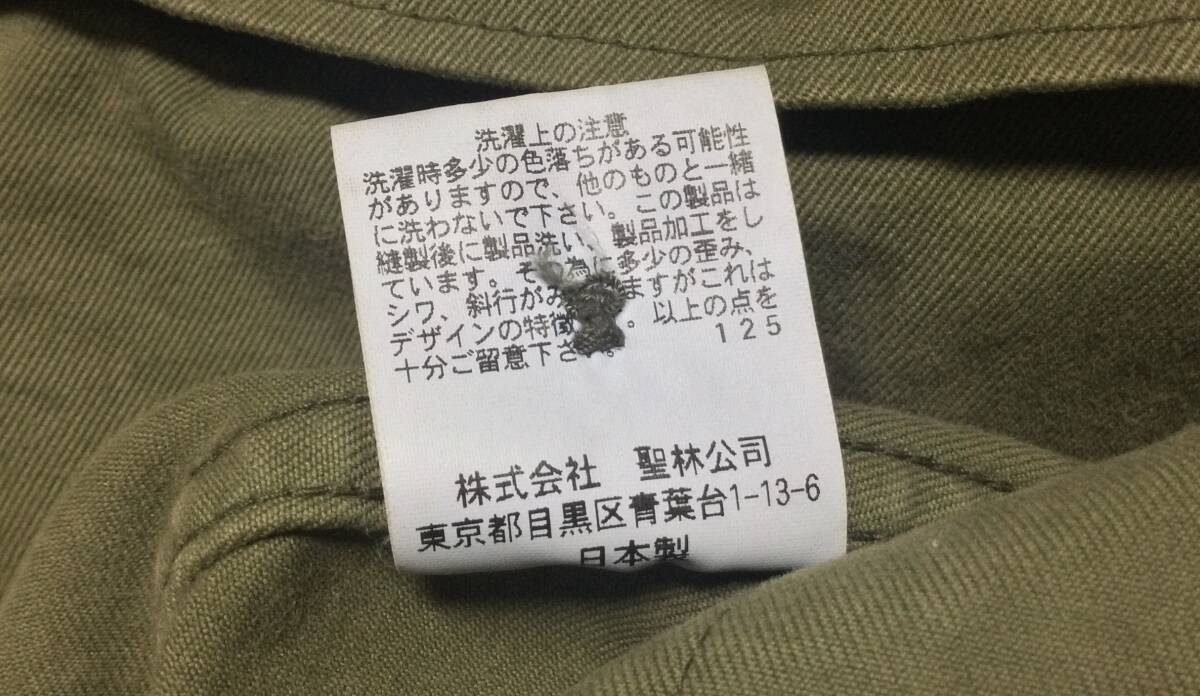 洗濯上の注意
洗濯時多少の色落ちがある可能性
がありますので、他のものと一緒
に洗わないで下さい。この製品は
縫製後に製品洗い、製品加工をし
ています。その為に多少の歪み、
シワ、斜行がみ ますがこれは
デザインの特徴 。以上の点を
十分ご留意下さい。 125
株式会社 聖林公司
東京都目黒区青葉台1-13-6
日本製